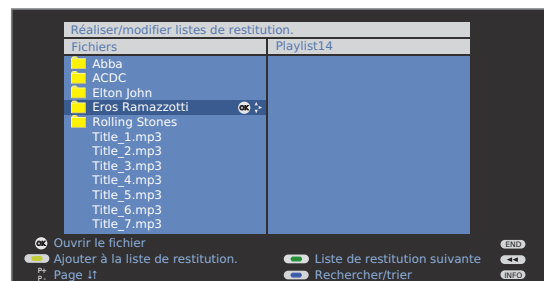 Réaliser/modifier listes de restitution.
Fichiers Playlist14
Abba
ACDC
Elton John
Eros Ramazzotti OK
Rolling Stones
Title_1.mp3
Title_2.mp3
Title_3.mp3
Title_4.mp3
Title_5.mp3
Title_6.mp3
Title_7.mp3
OK Ouvrir le fichier END
Ajouter à la liste de restitution. Liste de restitution suivante
P+ P- Page Rechercher/trier INFO